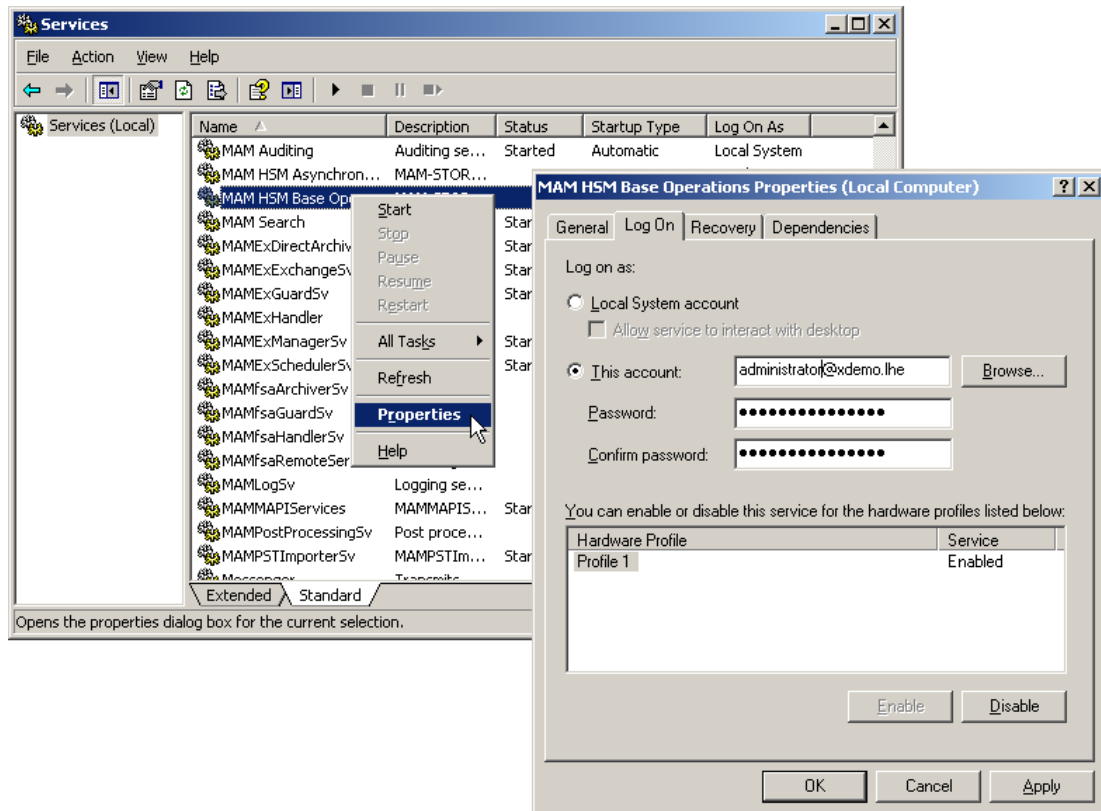 Services
File Action View Help
Services (Local)
Name Description Status Startup Type Log On As
MAM Auditing Auditing se... Started Automatic Local System
MAM HSM Asynchron... MAM-STOR...
MAM HSM Base Op
MAM Search Star
MAMExDirectArchiv Star
MAMExExchangeSv Star
MAMExGuardSv Star
MAMExHandler
MAMExManagerSv Star
MAMExSchedulerSv Star
MAMfsaArchiverSv
MAMfsaGuardSv
MAMfsaHandlerSv
MAMfsaRemoteSer
MAMLogSv Logging se...
MAMMAPIServices MAMMAPIS... Star
MAMPostProcessingSv Post proce...
MAMPSTImporterSv MAMPSTIm... Star
Messenger Transmits
Extended Standard
Opens the properties dialog box for the current selection.
Start
Stop
Pause
Resume
Restart
All Tasks
Refresh
Properties
Help
MAM HSM Base Operations Properties (Local Computer)
General Log On Recovery Dependencies
Log on as:
Local System account
Allow service to interact with desktop
This account: administrator@xdemo.lhe Browse...
Password: ●●●●●●●●●●●●●●●
Confirm password: ●●●●●●●●●●●●●●●
You can enable or disable this service for the hardware profiles listed below:
Hardware Profile Service
Profile 1 Enabled
Enable Disable
OK Cancel Apply